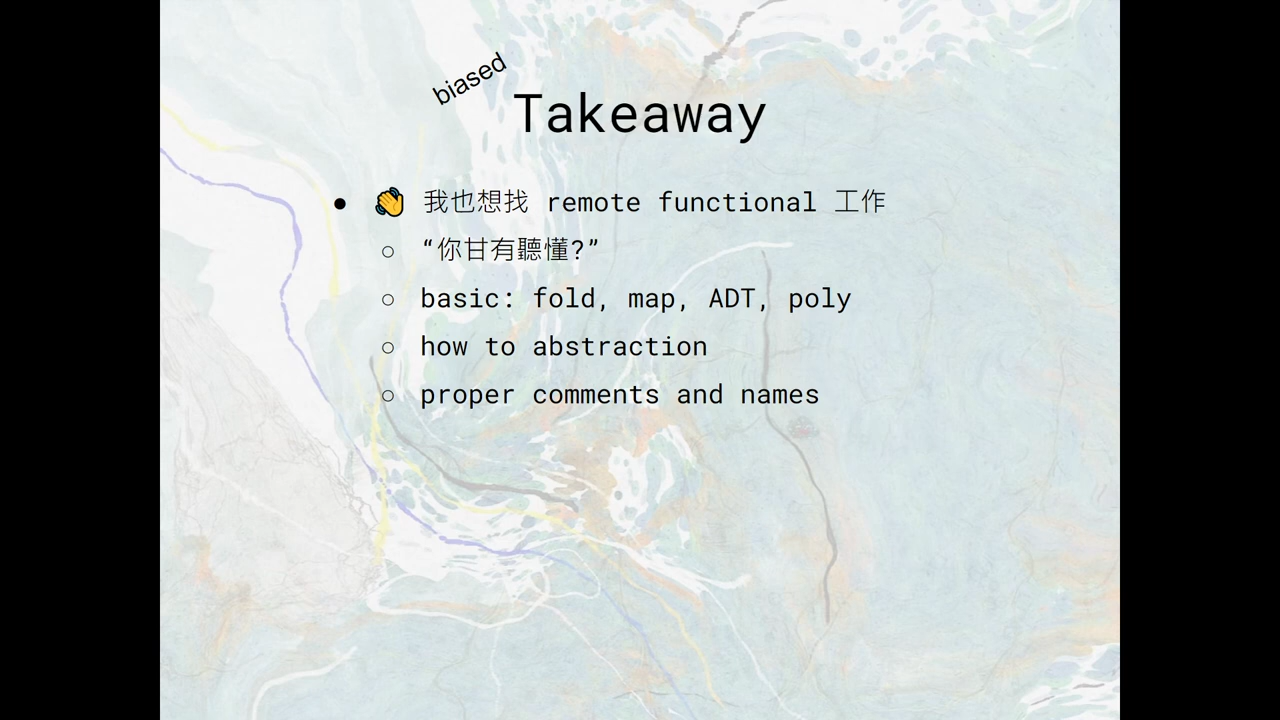 biased
Takeaway
● 👋 我也想找 remote functional 工作
○ “你甘有聽懂?”
○ basic: fold, map, ADT, poly
○ how to abstraction
○ proper comments and names